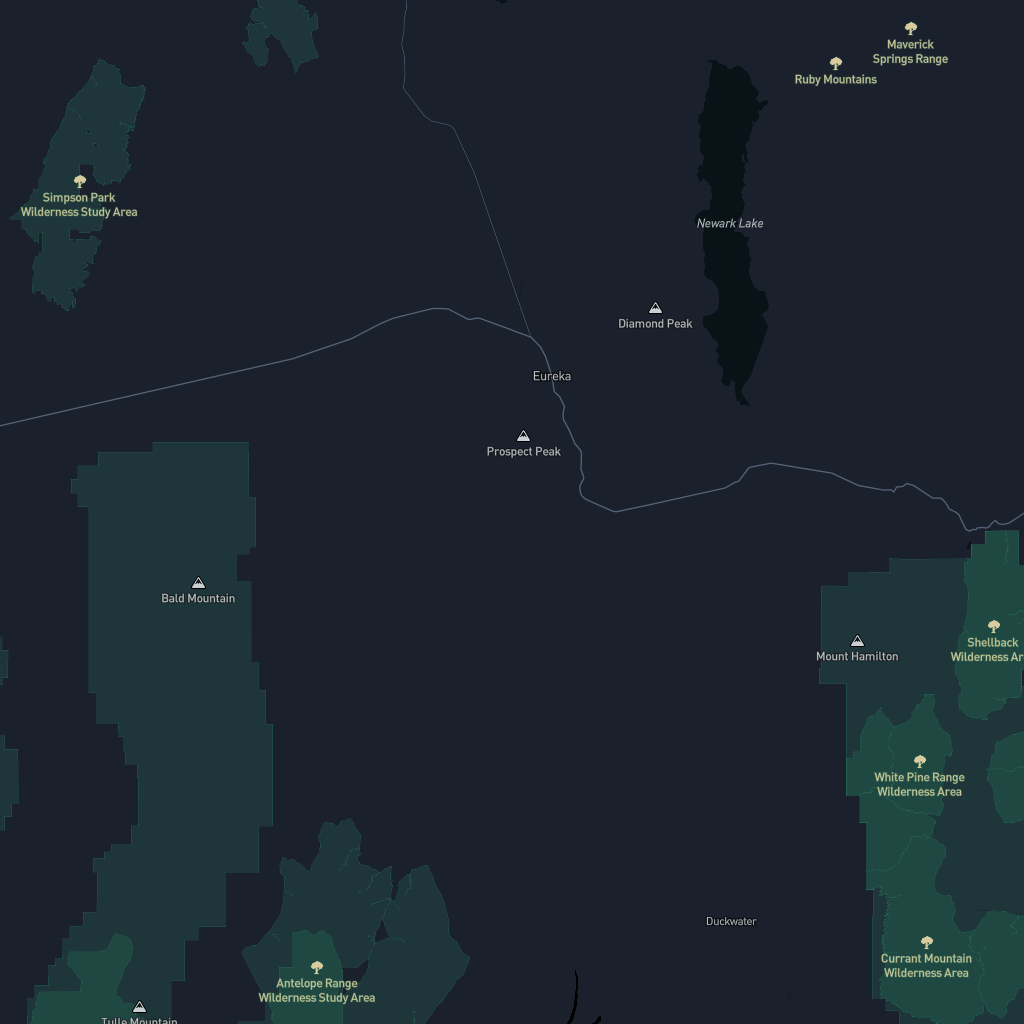 Maverick
Springs Range
Ruby Mountains
Simpson Park
Wilderness Study Area
Newark Lake
Diamond Peak
Eureka
Prospect Peak
Bald Mountain
Shellback
Wilderness Ar
Mount Hamilton
White Pine Range
Wilderness Area
Duckwater
Currant Mountain
Wilderness Area
Antelope Range
Wilderness Study Area
Tulle Mountain